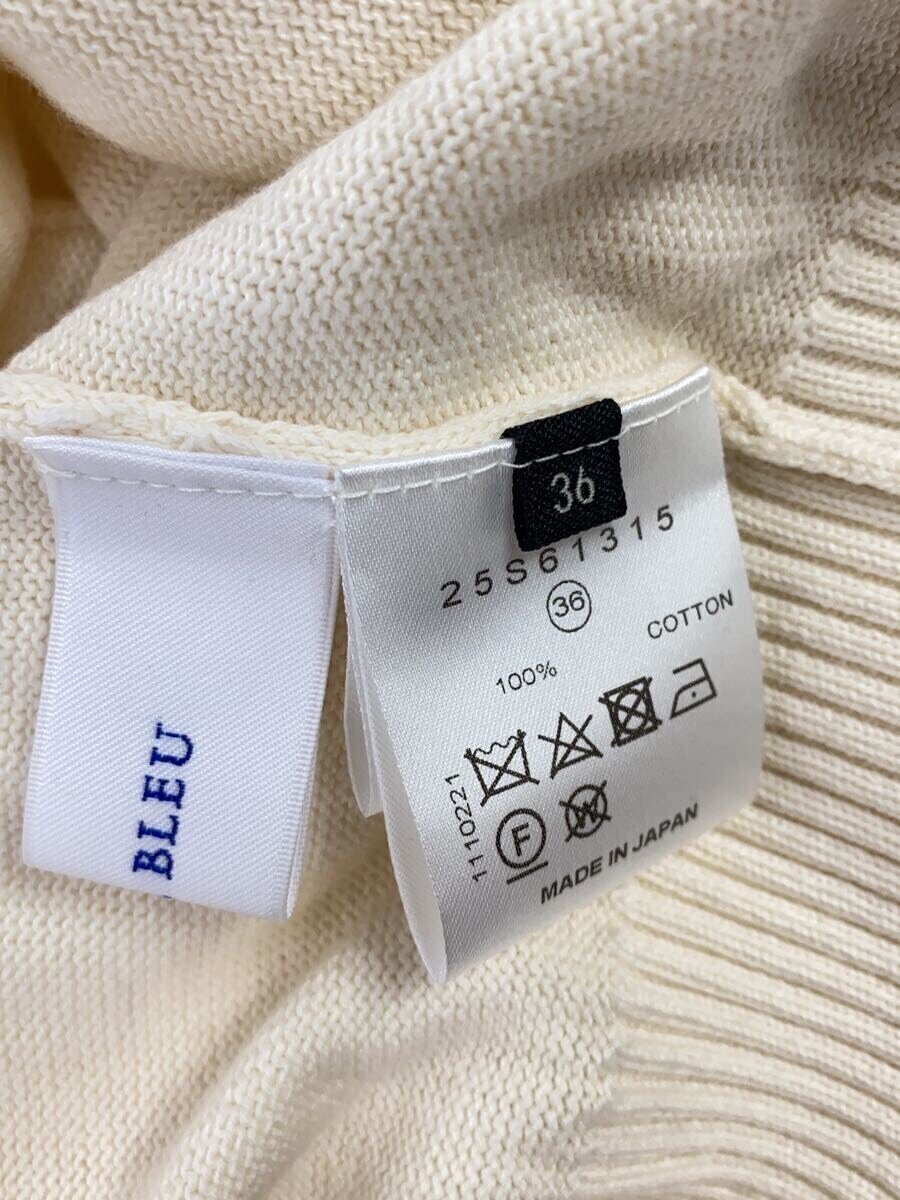 BLEU
36
25S61315
36
100% COTTON
1110221
F
W
MADE IN JAPAN